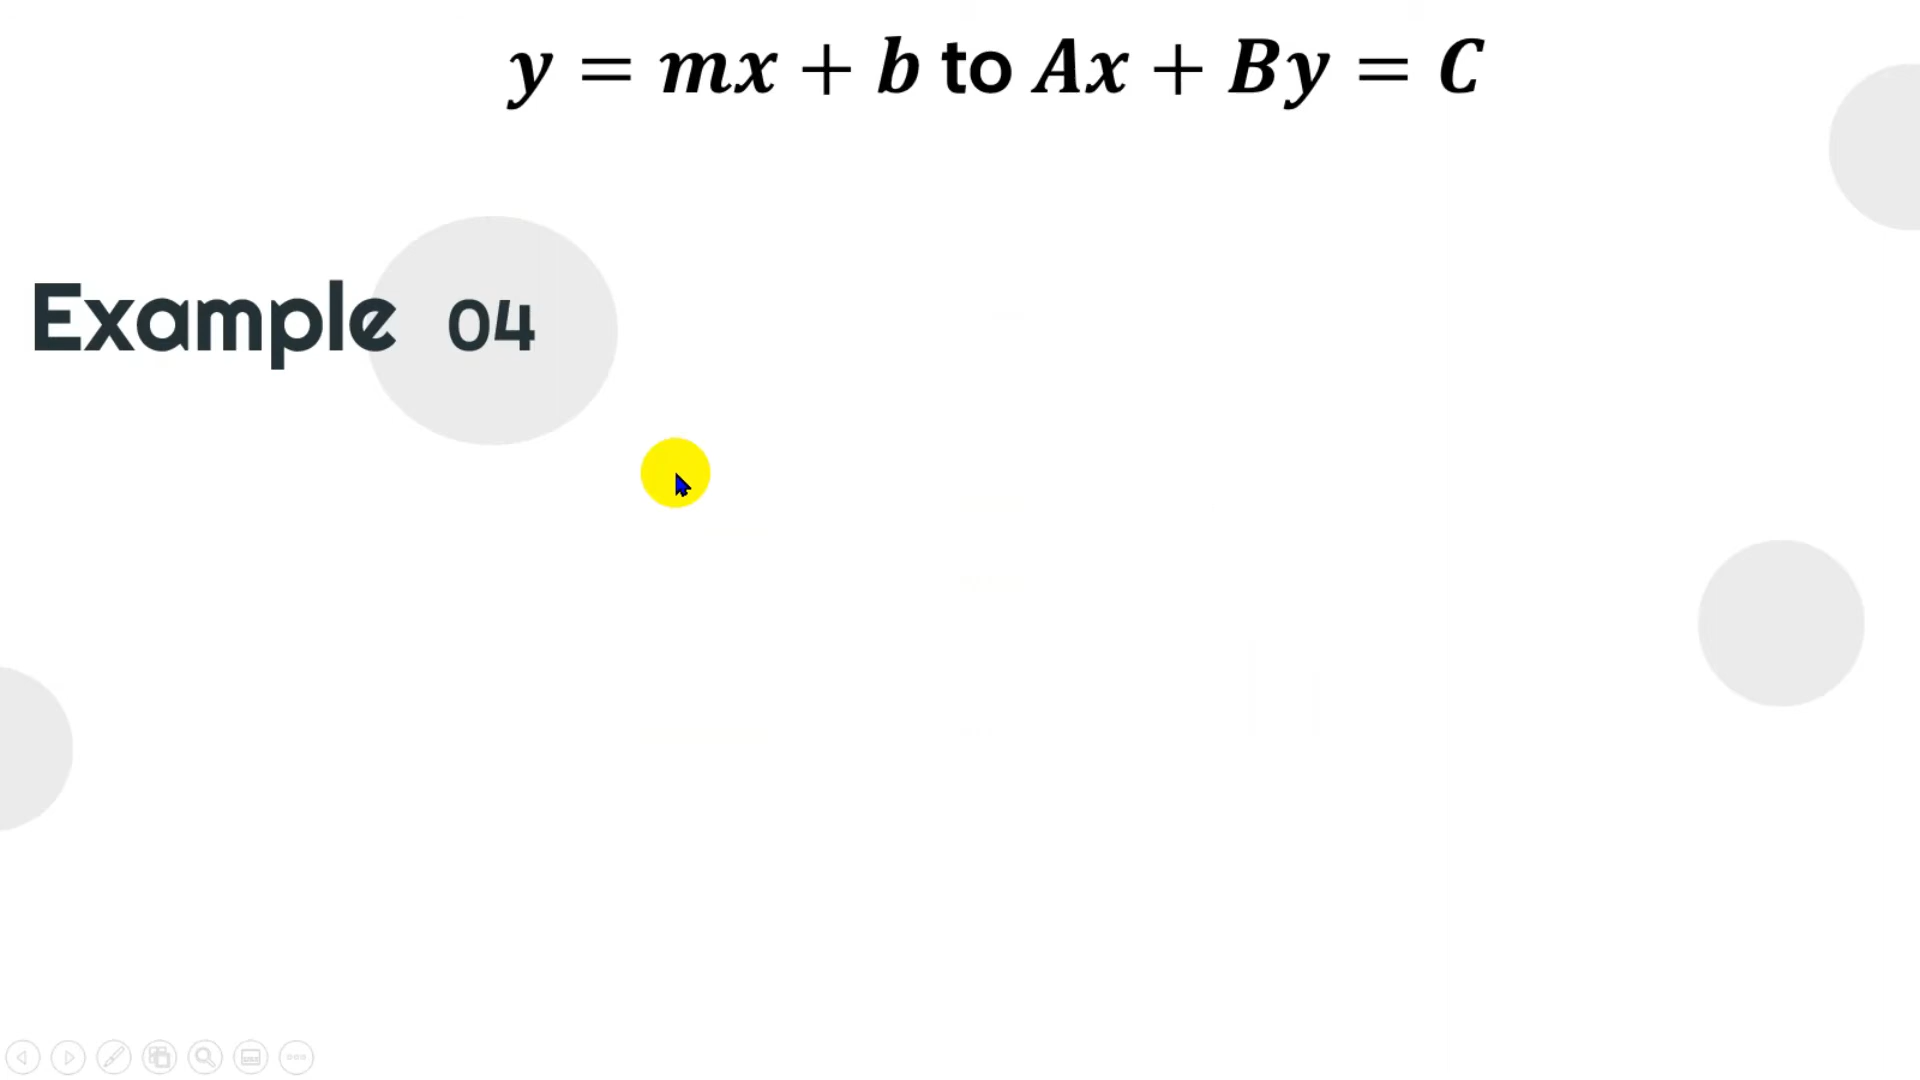 y = mx + b to Ax + By = C
Example 04